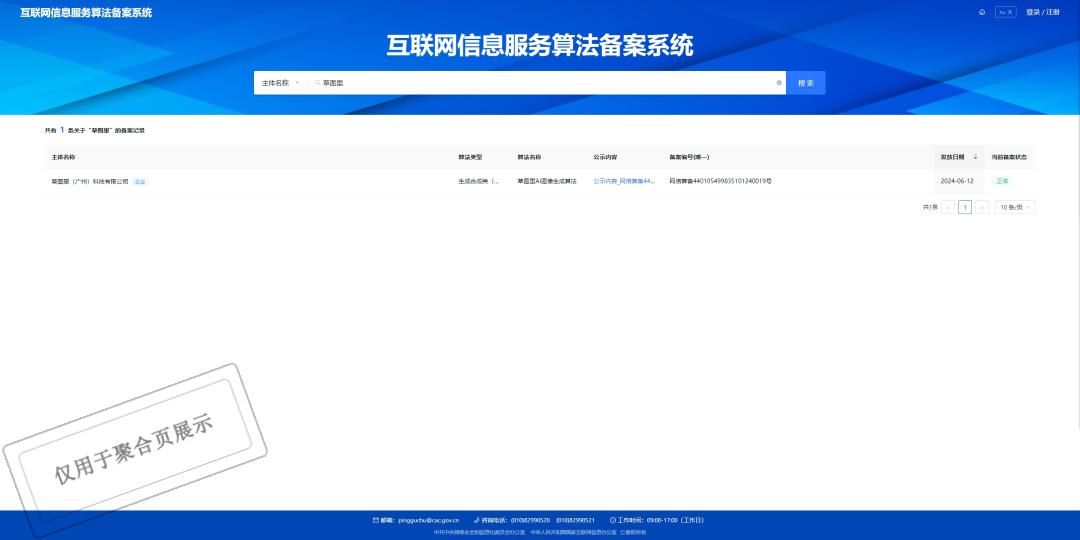 互联网信息服务算法备案系统
Aa 大
登录 / 注册
互联网信息服务算法备案系统
主体名称
草图里
搜索
共有 1 条关于"草图里"的备案记录
主体名称 算法类型 算法名称 公示内容 备案编号(唯一) 发放日期 当前备案状态
草图里（广州）科技有限公司 企业 生成合成类（... 草图里AI图像生成算法 公示内容_网信算备44... 网信算备440105499835101240019号 2024-06-12 正常
共1条 < 1 > 10 条/页
仅用于聚合页展示
邮箱：pingguchu@cac.gov.cn 咨询电话：(010)82990520 (010)82990521 工作时间：09:00-17:00（工作日）
中共中央网络安全和信息化委员会办公室 中华人民共和国国家互联网信息办公室 ©版权所有